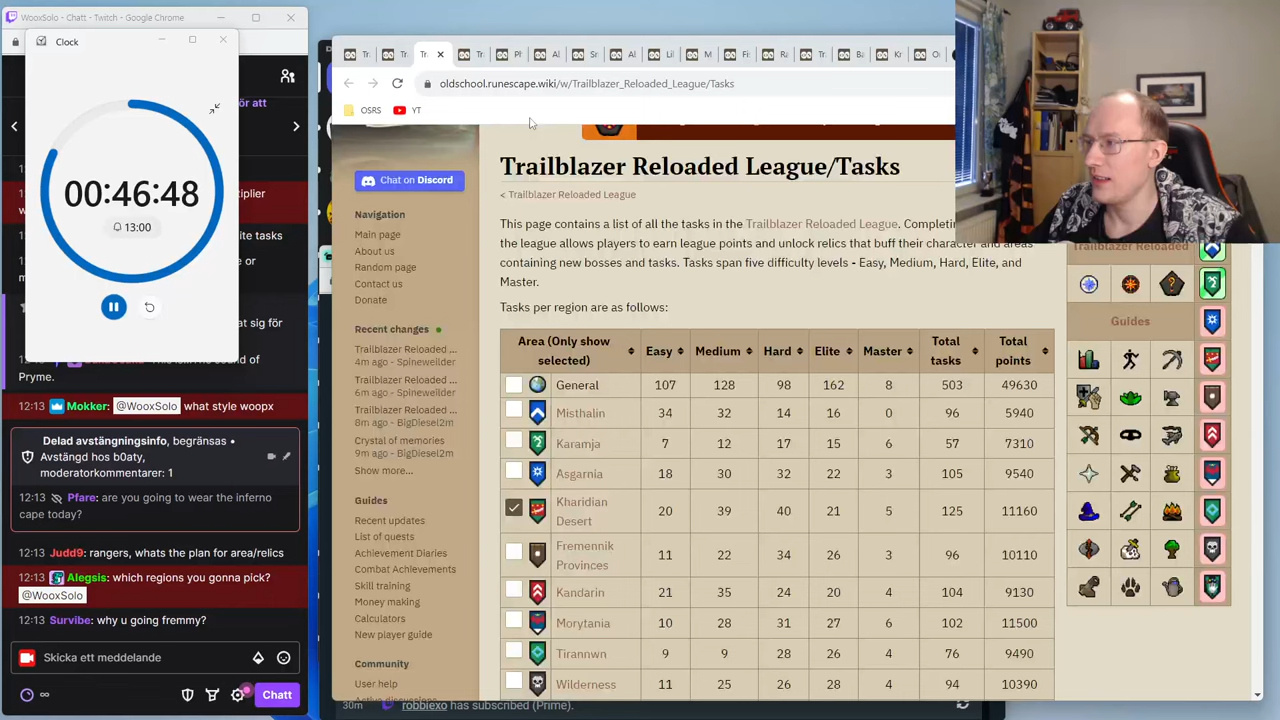 WooxSolo - Chatt - Twitch - Google Chrome
Clock
00:46:48
13:00
för att
tiplier
w
ite tasks
e or
m
at sig för
Pryme.
12:13 Mokker: @WooxSolo what style woopx
Delad avstängningsinfo, begränsas •
Avstängd hos b0aty,
moderatorkommentarer: 1
12:13 Pfare: are you going to wear the inferno
cape today?
Judd9: rangers, whats the plan for area/relics
12:13 Alegsis: which regions you gonna pick?
@WooxSolo
12:13 Survibe: why u going fremmy?
Skicka ett meddelande
Chatt
oldschool.runescape.wiki/w/Trailblazer_Reloaded_League/Tasks
OSRS
YT
Chat on Discord
Navigation
Main page
About us
Random page
Contact us
Donate
Recent changes
Trailblazer Reloaded ...
4m ago - Spineweilder
Trailblazer Reloaded ...
6m ago - Spineweilder
Trailblazer Reloaded ...
8m ago - BigDiesel2m
Crystal of memories
9m ago - BigDiesel2m
Show more...
Guides
Recent updates
List of quests
Achievement Diaries
Combat Achievements
Skill training
Money making
Calculators
New player guide
Community
User help
Trailblazer Reloaded League/Tasks
< Trailblazer Reloaded League
This page contains a list of all the tasks in the Trailblazer Reloaded League. Completin
the league allows players to earn league points and unlock relics that buff their character and areas
containing new bosses and tasks. Tasks span five difficulty levels - Easy, Medium, Hard, Elite, and
Master.
Tasks per region are as follows:
Area (Only show selected) Easy Medium Hard Elite Master Total tasks Total points
General 107 128 98 162 8 503 49630
Misthalin 34 32 14 16 0 96 5940
Karamja 7 12 17 15 6 57 7310
Asgarnia 18 30 32 22 3 105 9540
Kharidian Desert 20 39 40 21 5 125 11160
Fremennik Provinces 11 22 34 26 3 96 10110
Kandarin 21 35 24 20 4 104 9130
Morytania 10 28 31 27 6 102 11500
Tirannwn 9 9 28 26 4 76 9490
Wilderness 11 25 26 28 4 94 10390
Trailblazer Reloaded
Guides
30m robbiexo has subscribed (Prime).